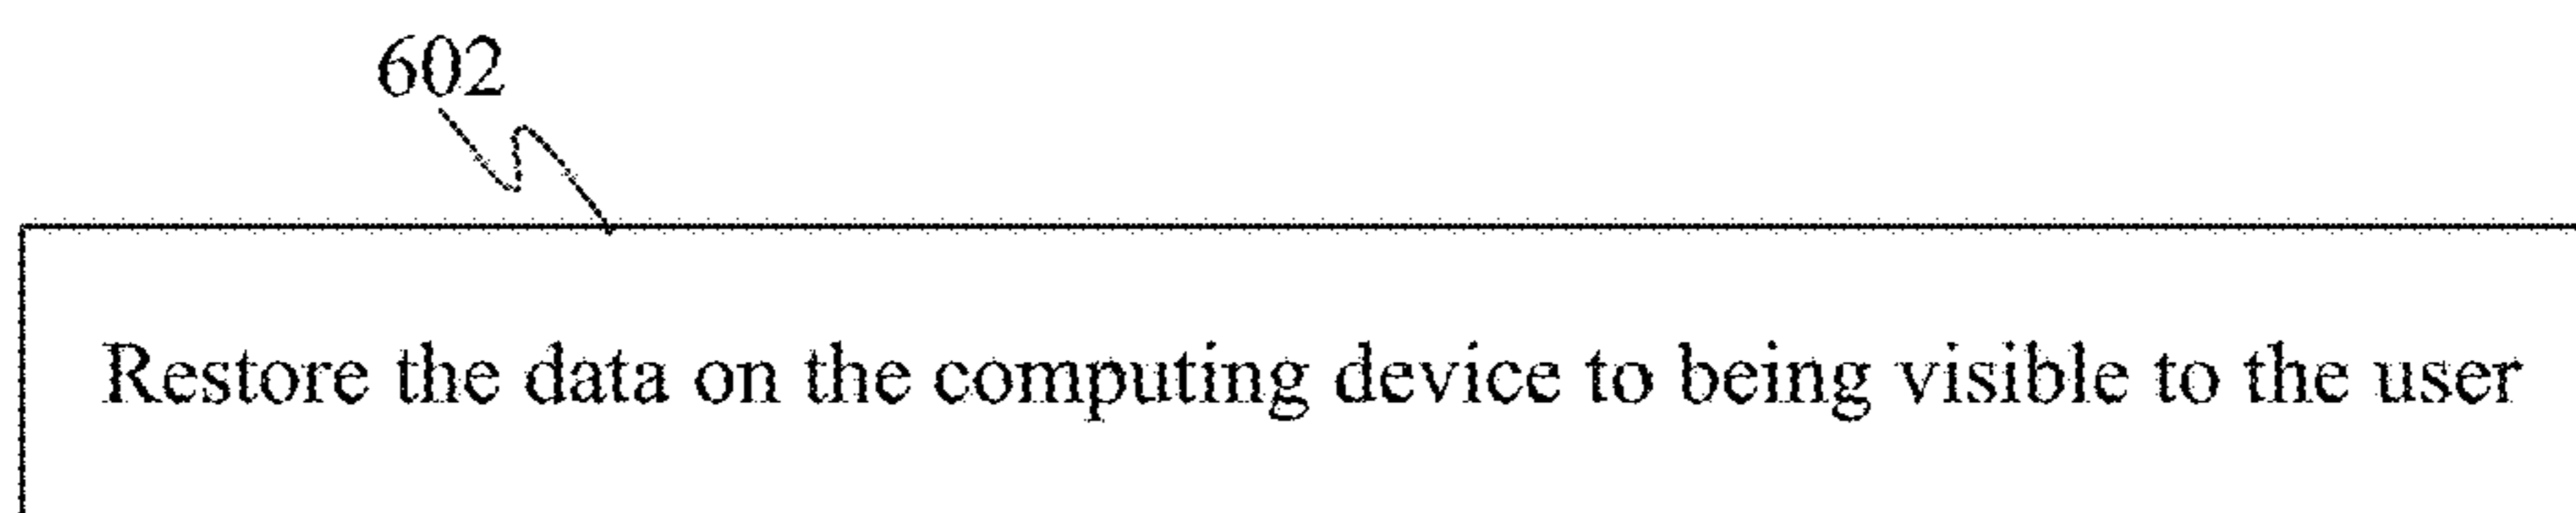 602
Restore the data on the computing device to being visible to the user